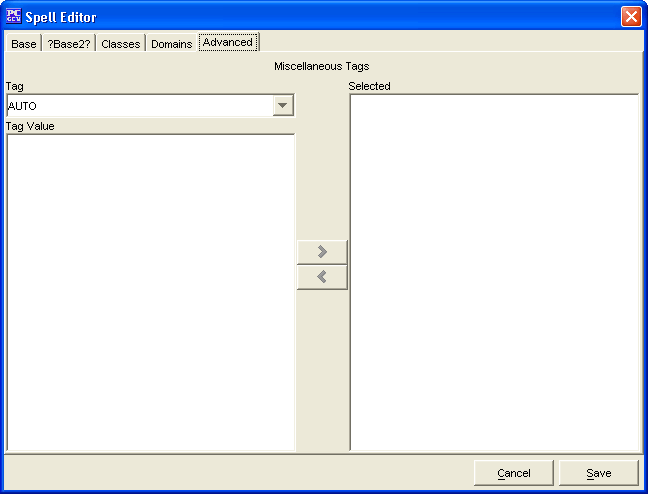 PC GEN Spell Editor
Base ?Base2? Classes Domains Advanced
Miscellaneous Tags
Tag
Selected
AUTO
Tag Value
Cancel Save